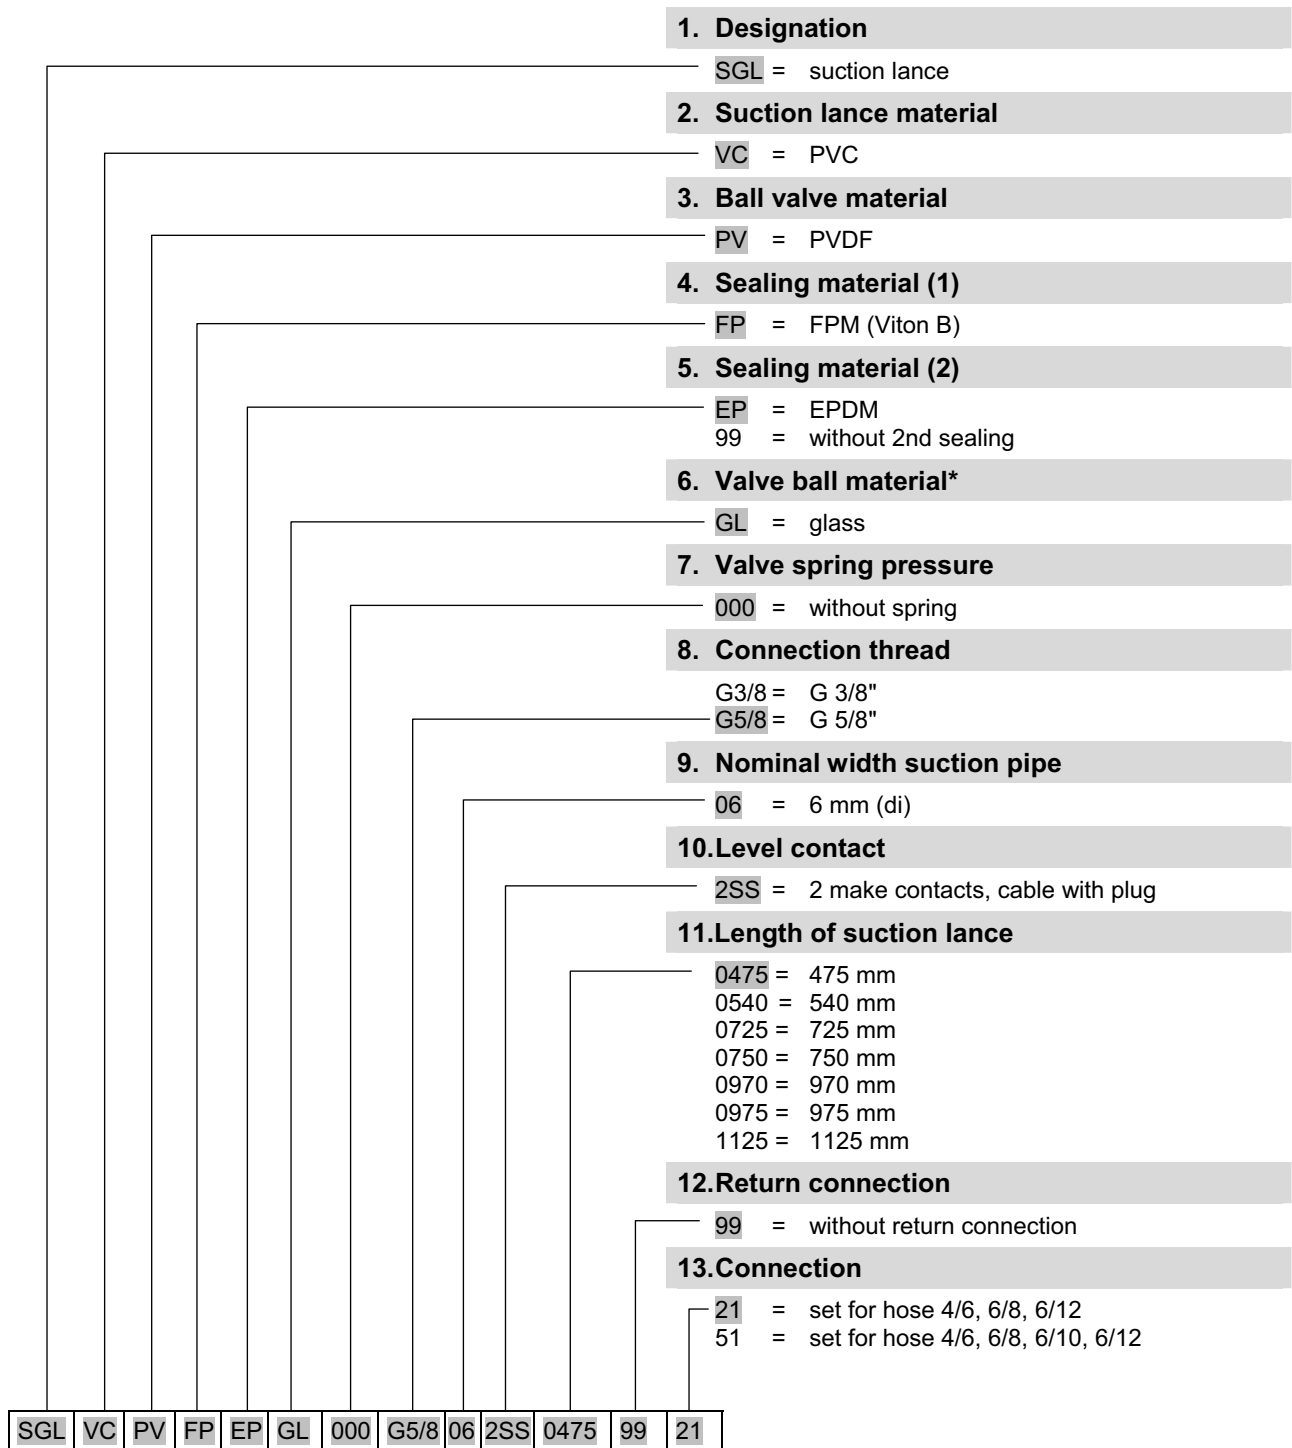 1. Designation
SGL = suction lance
2. Suction lance material
VC = PVC
3. Ball valve material
PV = PVDF
4. Sealing material (1)
FP = FPM (Viton B)
5. Sealing material (2)
EP = EPDM
99 = without 2nd sealing
6. Valve ball material*
GL = glass
7. Valve spring pressure
000 = without spring
8. Connection thread
G3/8 = G 3/8"
G5/8 = G 5/8"
9. Nominal width suction pipe
06 = 6 mm (di)
10.Level contact
2SS = 2 make contacts, cable with plug
11.Length of suction lance
0475 = 475 mm
0540 = 540 mm
0725 = 725 mm
0750 = 750 mm
0970 = 970 mm
0975 = 975 mm
1125 = 1125 mm
12.Return connection
99 = without return connection
13.Connection
21 = set for hose 4/6, 6/8, 6/12
51 = set for hose 4/6, 6/8, 6/10, 6/12
SGL VC PV FP EP GL 000 G5/8 06 2SS 0475 99 21